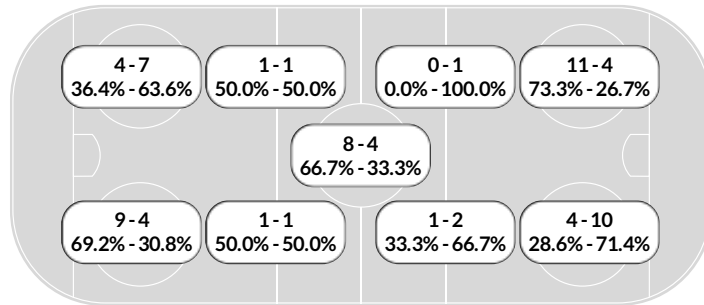 4 - 7
36.4% - 63.6%
1 - 1
50.0% - 50.0%
0 - 1
0.0% - 100.0%
11 - 4
73.3% - 26.7%
8 - 4
66.7% - 33.3%
9 - 4
69.2% - 30.8%
1 - 1
50.0% - 50.0%
1 - 2
33.3% - 66.7%
4 - 10
28.6% - 71.4%